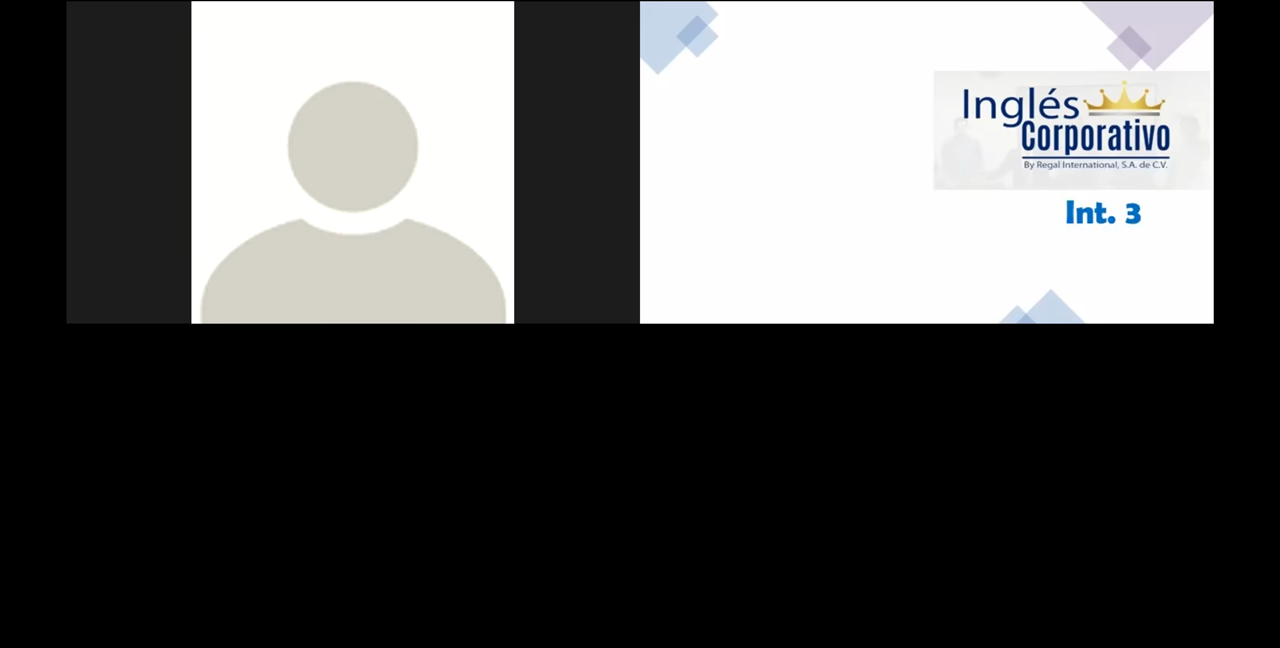 Inglés
Corporativo
By Regal International, S.A. de C.V.
Int. 3